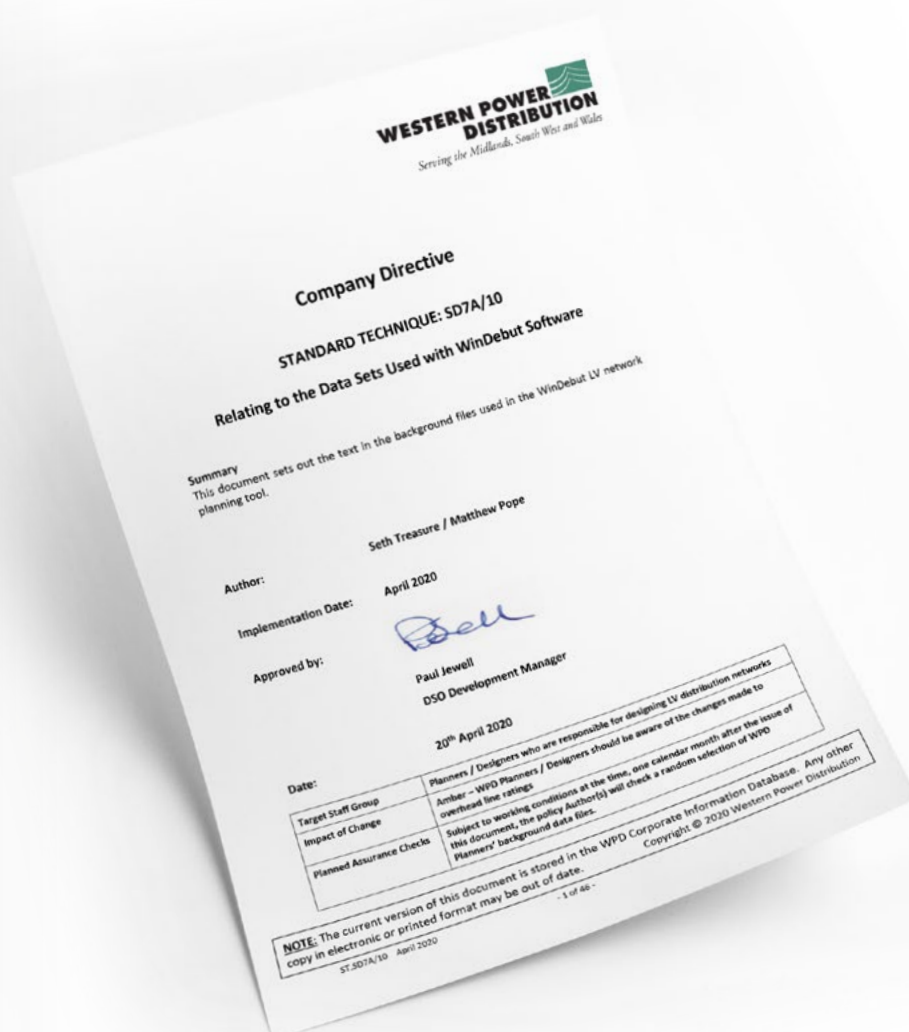 WESTERN POWER
DISTRIBUTION
Serving the Midlands, South West and Wales
Company Directive
STANDARD TECHNIQUE: SD7A/10
Relating to the Data Sets Used with WinDebut Software
Summary
This document sets out the text in the background files used in the WinDebut LV network
planning tool.
Author: Seth Treasure / Matthew Pope
Implementation Date: April 2020
Approved by:
Paul Jewell
DSO Development Manager
Date: 20th April 2020
Target Staff Group Planners / Designers who are responsible for designing LV distribution networks
Impact of Change Amber – WPD Planners / Designers should be aware of the changes made to
overhead line ratings
Planned Assurance Checks Subject to working conditions at the time, one calendar month after the issue of
this document, the policy Author(s) will check a random selection of WPD
Planners' background data files.
NOTE: The current version of this document is stored in the WPD Corporate Information Database. Any other
copy in electronic or printed format may be out of date. Copyright © 2020 Western Power Distribution
ST.SD7A/10 April 2020 - 1 of 46 -